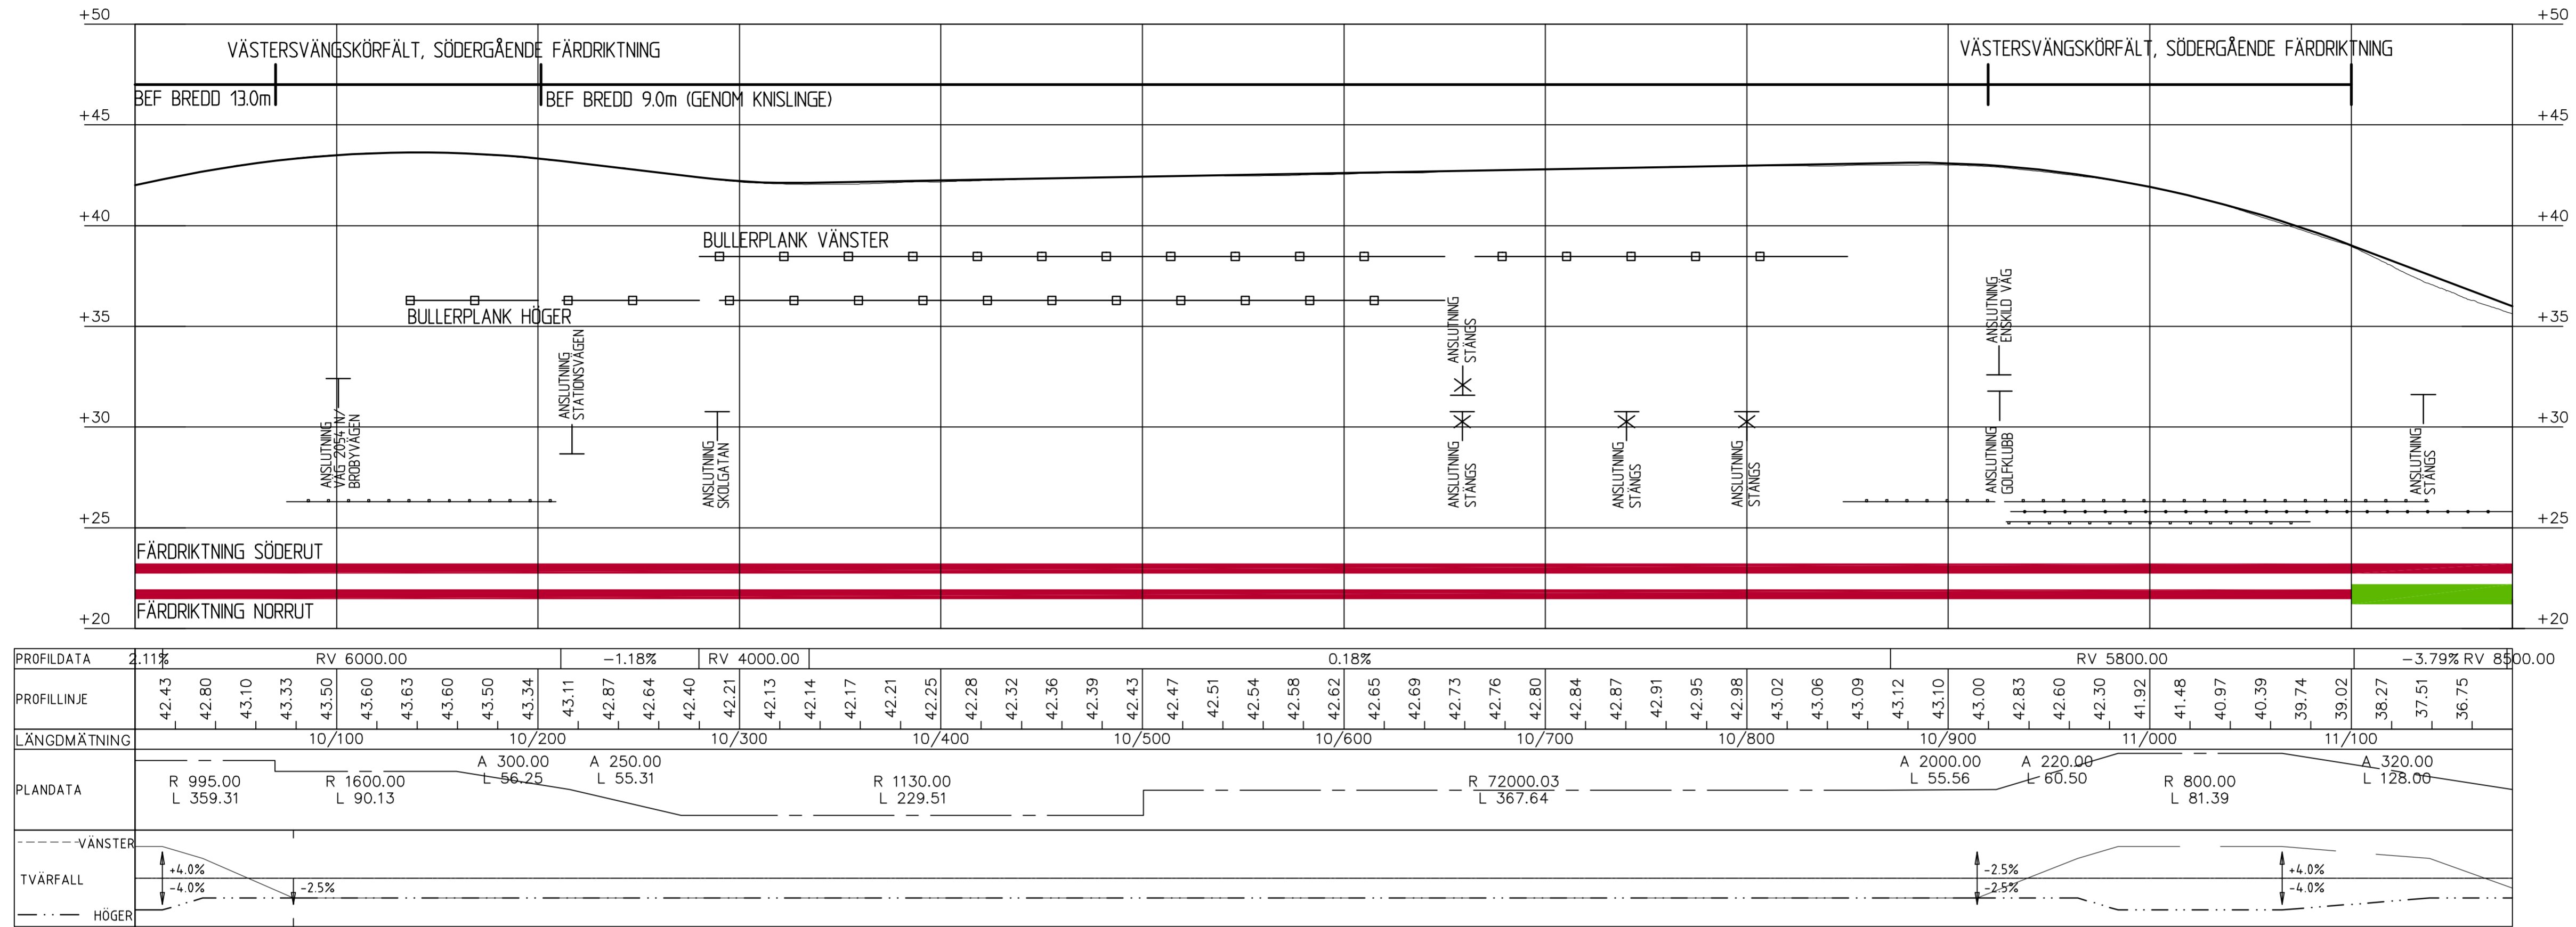 +50 +50
VÄSTERSVÄNGSKÖRFÄLT, SÖDERGÅENDE FÄRDRIKTNING VÄSTERSVÄNGSKÖRFÄLT, SÖDERGÅENDE FÄRDRIKTNING
BEF BREDD 13.0m BEF BREDD 9.0m (GENOM KNISLINGE)
+45 +45
+40 +40
BULLERPLANK VÄNSTER
BULLERPLANK HÖGER
+35 +35
ANSLUTNING
VÄG 2054 N/
BROBYVÄGEN
ANSLUTNING
STATIONSVÄGEN
ANSLUTNING
SKOLGATAN
ANSLUTNING
STÄNGS
ANSLUTNING
STÄNGS
ANSLUTNING
STÄNGS
ANSLUTNING
STÄNGS
ANSLUTNING
ENSKILD VÄG
ANSLUTNING
GOLFKLUBB
ANSLUTNING
STÄNGS
+30 +30
+25 +25
FÄRDRIKTNING SÖDERUT
FÄRDRIKTNING NORRUT
+20 +20
PROFILDATA 2.11% RV 6000.00 -1.18% RV 4000.00 0.18% RV 5800.00 -3.79% RV 8500.00
PROFILLINJE 42.43 42.80 43.10 43.33 43.50 43.60 43.63 43.60 43.50 43.34 43.11 42.87 42.64 42.40 42.21 42.13 42.14 42.17 42.21 42.25 42.28 42.32 42.36 42.39 42.43 42.47 42.51 42.54 42.58 42.62 42.65 42.69 42.73 42.76 42.80 42.84 42.87 42.91 42.95 42.98 43.02 43.06 43.09 43.12 43.10 43.00 42.83 42.60 42.30 41.92 41.48 40.97 40.39 39.74 39.02 38.27 37.51 36.75
LÄNGDMÄTNING 10/100 10/200 10/300 10/400 10/500 10/600 10/700 10/800 10/900 11/000 11/100
PLANDATA
R 995.00
L 359.31
R 1600.00
L 90.13
A 300.00
L 56.25
A 250.00
L 55.31
R 1130.00
L 229.51
R 72000.03
L 367.64
A 2000.00
L 55.56
A 220.00
L 60.50
R 800.00
L 81.39
A 320.00
L 128.00
VÄNSTER
TVÄRFALL
HÖGER
+4.0%
-4.0%
-2.5%
-2.5%
-2.5%
+4.0%
-4.0%